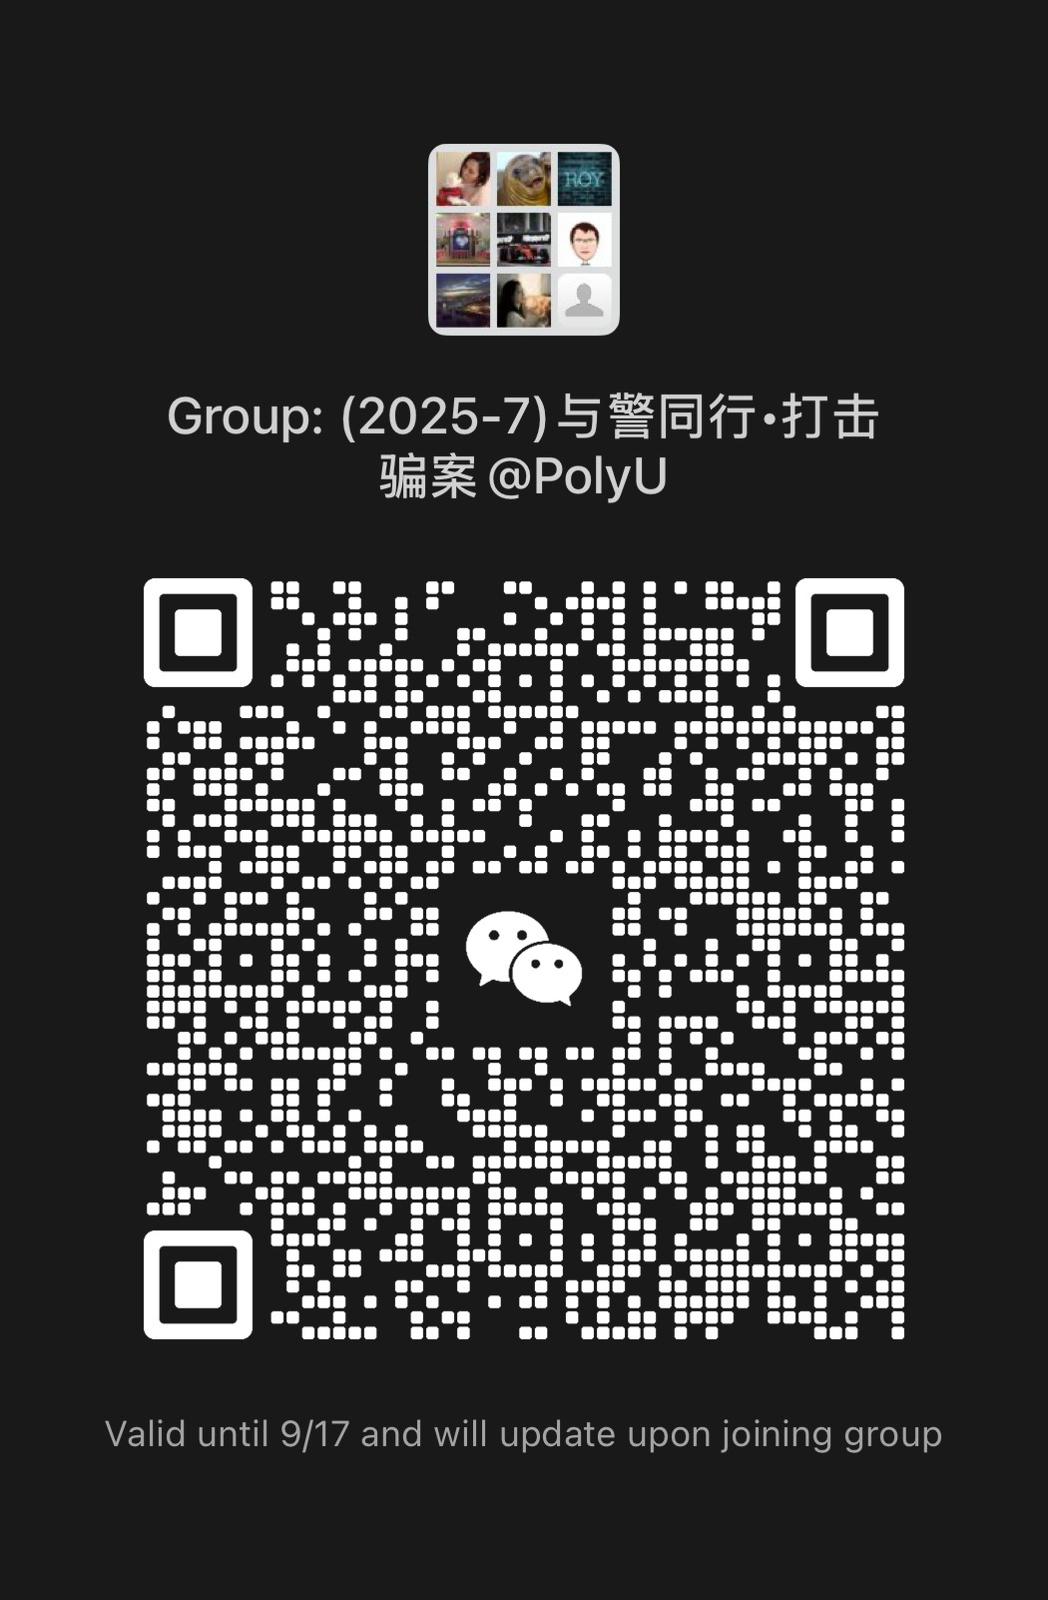 ROY
Group: (2025-7)与警同行•打击
骗案 @PolyU
Valid until 9/17 and will update upon joining group